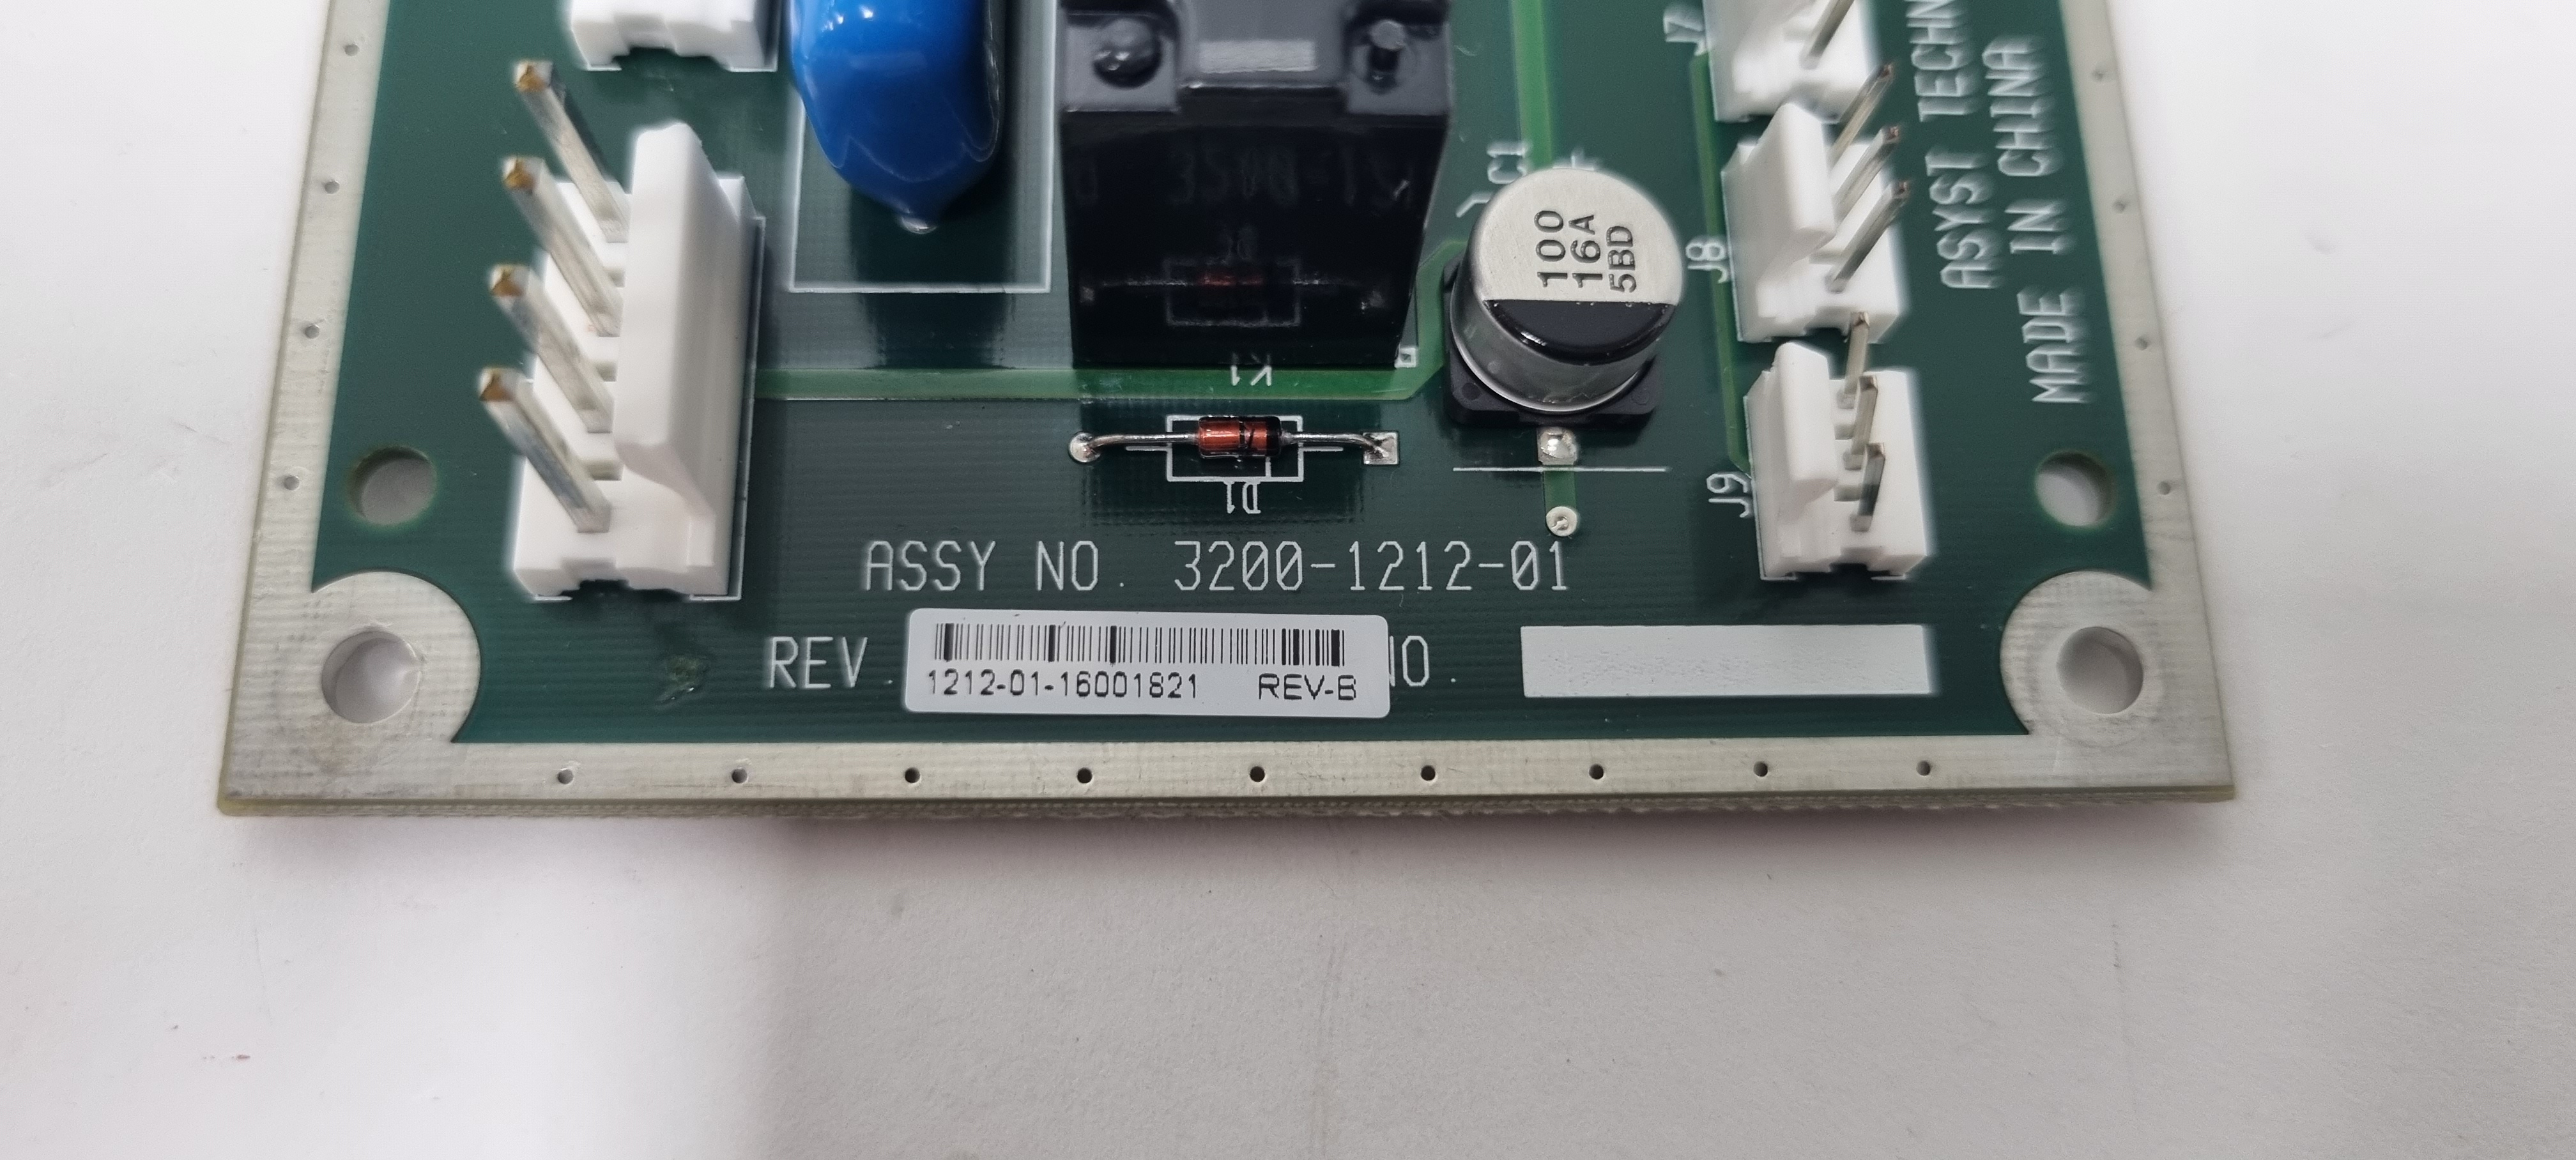 J7
ASYST TECHN
MADE IN CHINA
C1
+
100
16A
5BD
J8
K1
D1
J9
ASSY NO. 3200-1212-01
REV. NO.
1212-01-16001821 REV-B